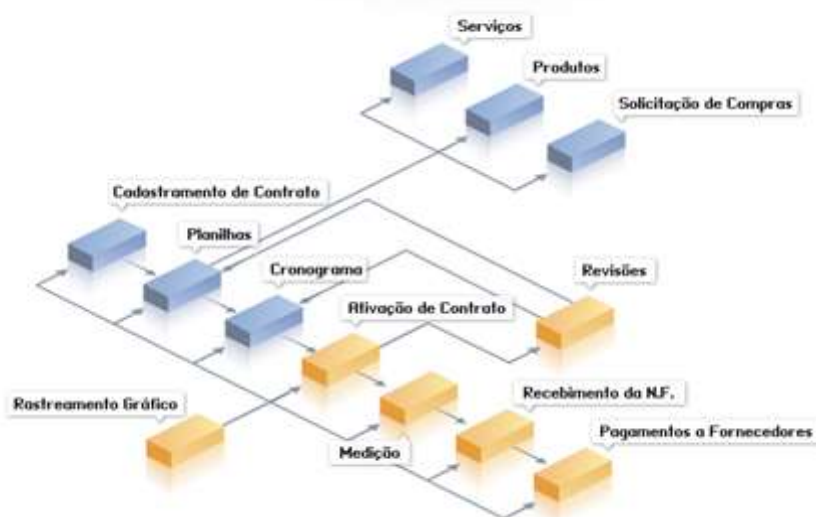 Serviços
Produtos
Solicitação de Compras
Cadastramento de Contrato
Planilhas
Cronograma
Revisões
Ativação de Contrato
Rastreamento Gráfico
Recebimento da N.F.
Medição
Pagamentos a Fornecedores